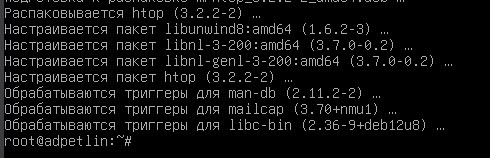 Распаковывается htop (3.2.2-2) …
Настраивается пакет libunwind8:amd64 (1.6.2-3) …
Настраивается пакет libnl-3-200:amd64 (3.7.0-0.2) …
Настраивается пакет libnl-genl-3-200:amd64 (3.7.0-0.2) …
Настраивается пакет htop (3.2.2-2) …
Обрабатываются триггеры для man-db (2.11.2-2) …
Обрабатываются триггеры для mailcap (3.70+nmu1) …
Обрабатываются триггеры для libc-bin (2.36-9+deb12u8) …
root@adpetlin:~#